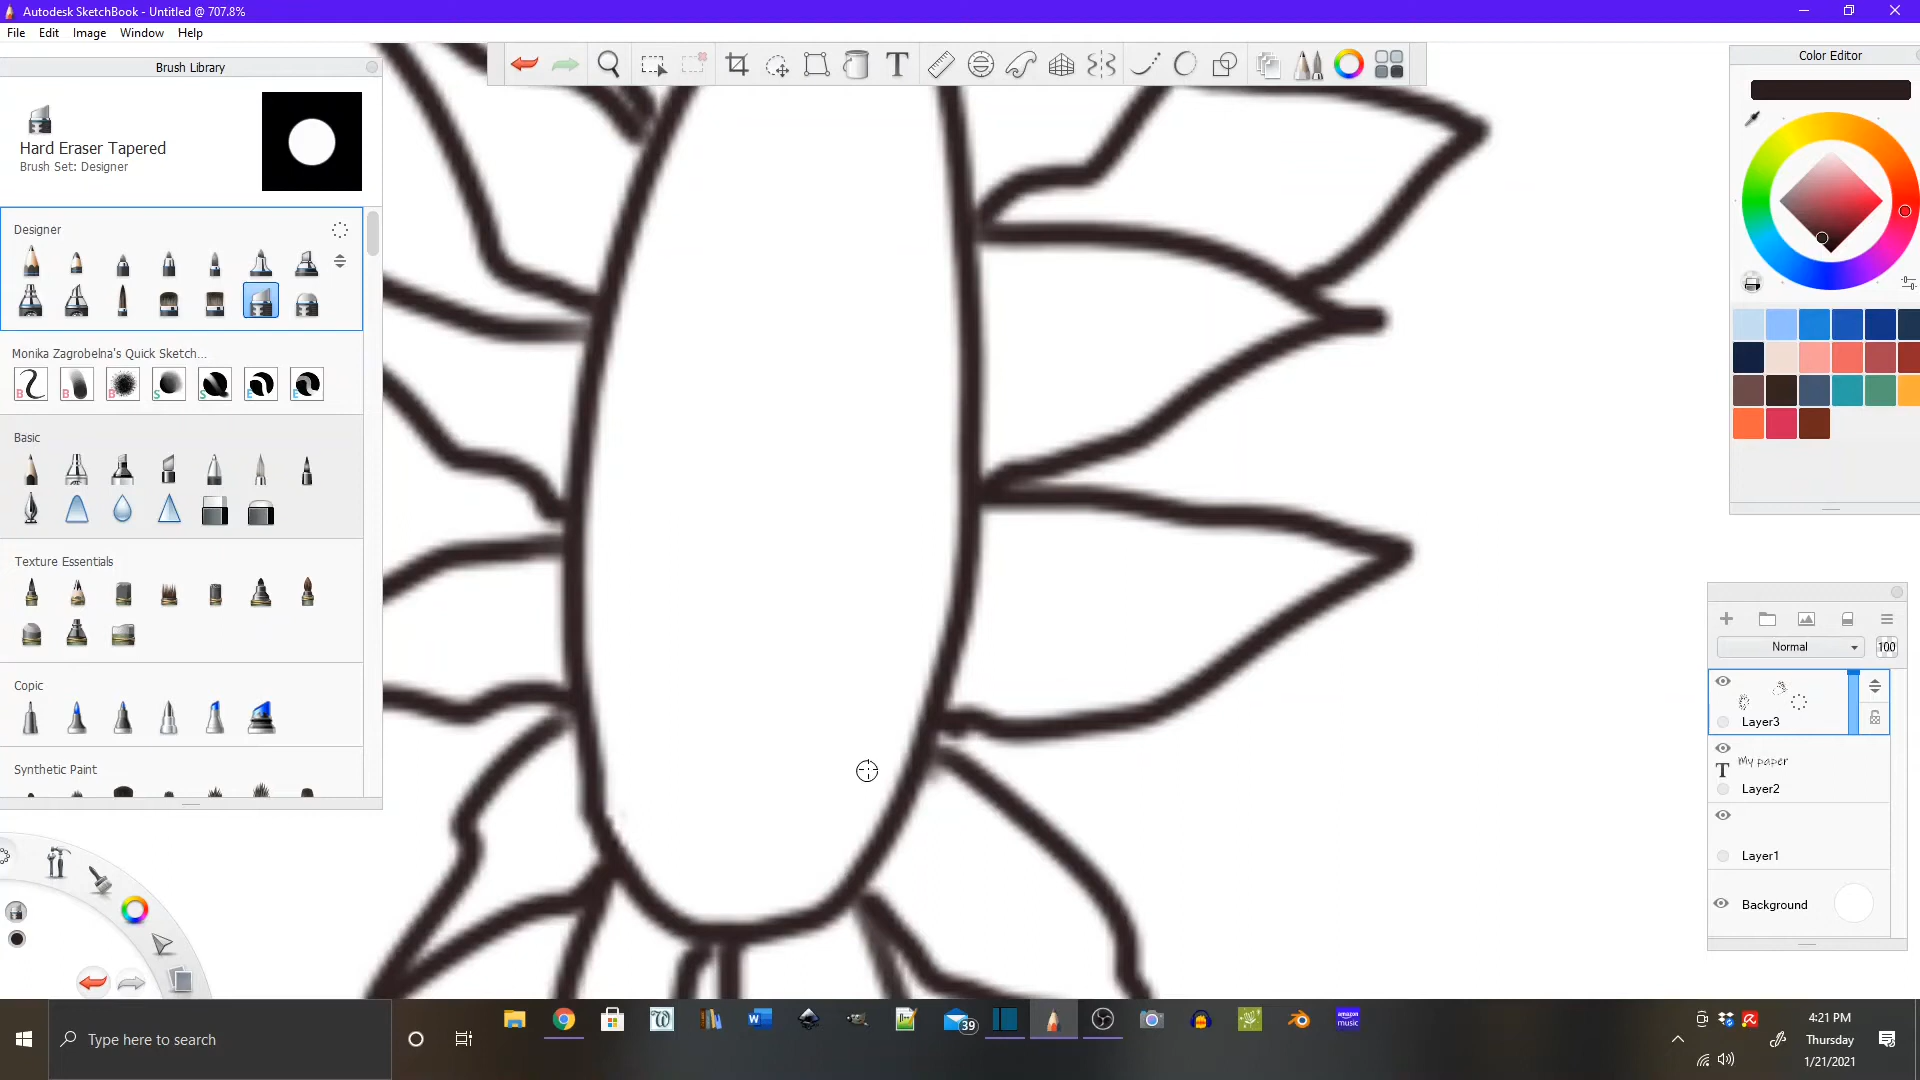 Autodesk SketchBook - Untitled @ 707.8%
File Edit Image Window Help
Brush Library
Hard Eraser Tapered
Brush Set: Designer
Designer
Monika Zagrobelna's Quick Sketch...
B B B S S E E
Basic
Texture Essentials
Copic
Synthetic Paint
T
Color Editor
Normal 100
Layer3
My paper
T
Layer2
Layer1
Background
Type here to search
39
amazon music
4:21 PM
Thursday
1/21/2021